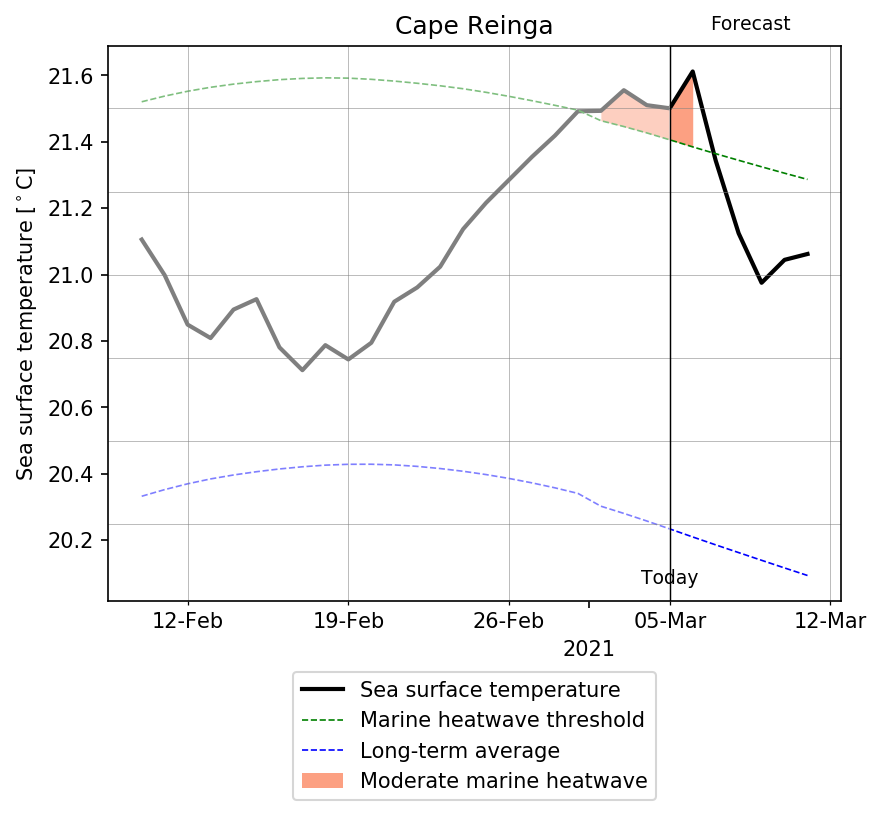 Cape Reinga
Forecast
Sea surface temperature [°C]
21.6
21.4
21.2
21.0
20.8
20.6
20.4
20.2
Today
12-Feb 19-Feb 26-Feb 05-Mar 12-Mar
2021
Sea surface temperature
Marine heatwave threshold
Long-term average
Moderate marine heatwave